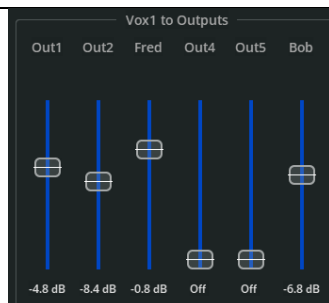 Vox1 to Outputs
Out1 Out2 Fred Out4 Out5 Bob
-4.8 dB -8.4 dB -0.8 dB Off Off -6.8 dB